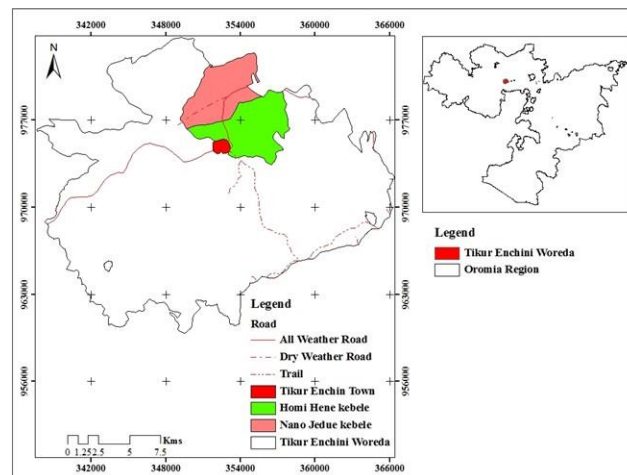 342000 348000 354000 360000 366000
N
977000 977000
970000 970000
963000 963000
956000 956000
Legend
Road
All Weather Road
Dry Weather Road
Trail
Tikur Enchin Town
Homi Hene kebele
Nano Jedue kebele
Tikur Enchini Woreda
Kms
0 1.25 2.5 5 7.5
342000 348000 354000 360000 366000
Legend
Tikur Enchini Woreda
Oromia Region